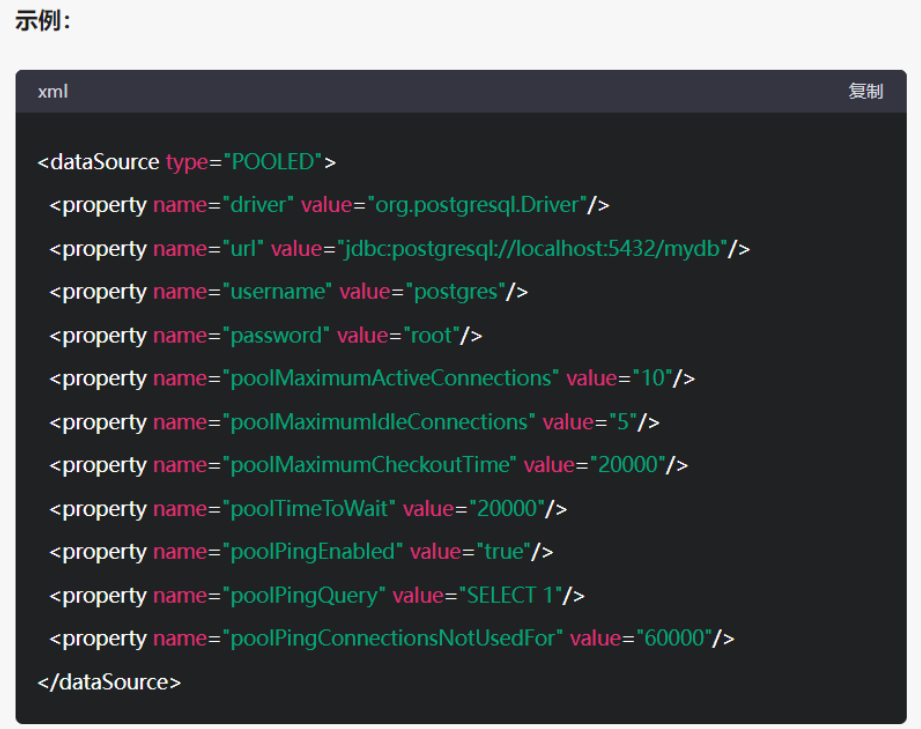 示例：
xml
复制
<dataSource type="POOLED">
<property name="driver" value="org.postgresql.Driver"/>
<property name="url" value="jdbc:postgresql://localhost:5432/mydb"/>
<property name="username" value="postgres"/>
<property name="password" value="root"/>
<property name="poolMaximumActiveConnections" value="10"/>
<property name="poolMaximumIdleConnections" value="5"/>
<property name="poolMaximumCheckoutTime" value="20000"/>
<property name="poolTimeToWait" value="20000"/>
<property name="poolPingEnabled" value="true"/>
<property name="poolPingQuery" value="SELECT 1"/>
<property name="poolPingConnectionsNotUsedFor" value="60000"/>
</dataSource>